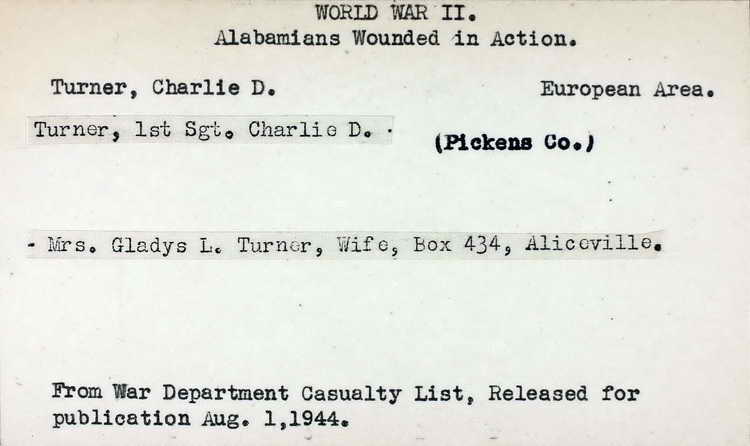 WORLD WAR II.
Alabamians Wounded in Action.
Turner, Charlie D. European Area.
Turner, 1st Sgt. Charlie D.
(Pickens Co.)
- Mrs. Gladys L. Turner, Wife, Box 434, Aliceville.
From War Department Casualty List, Released for
publication Aug. 1,1944.